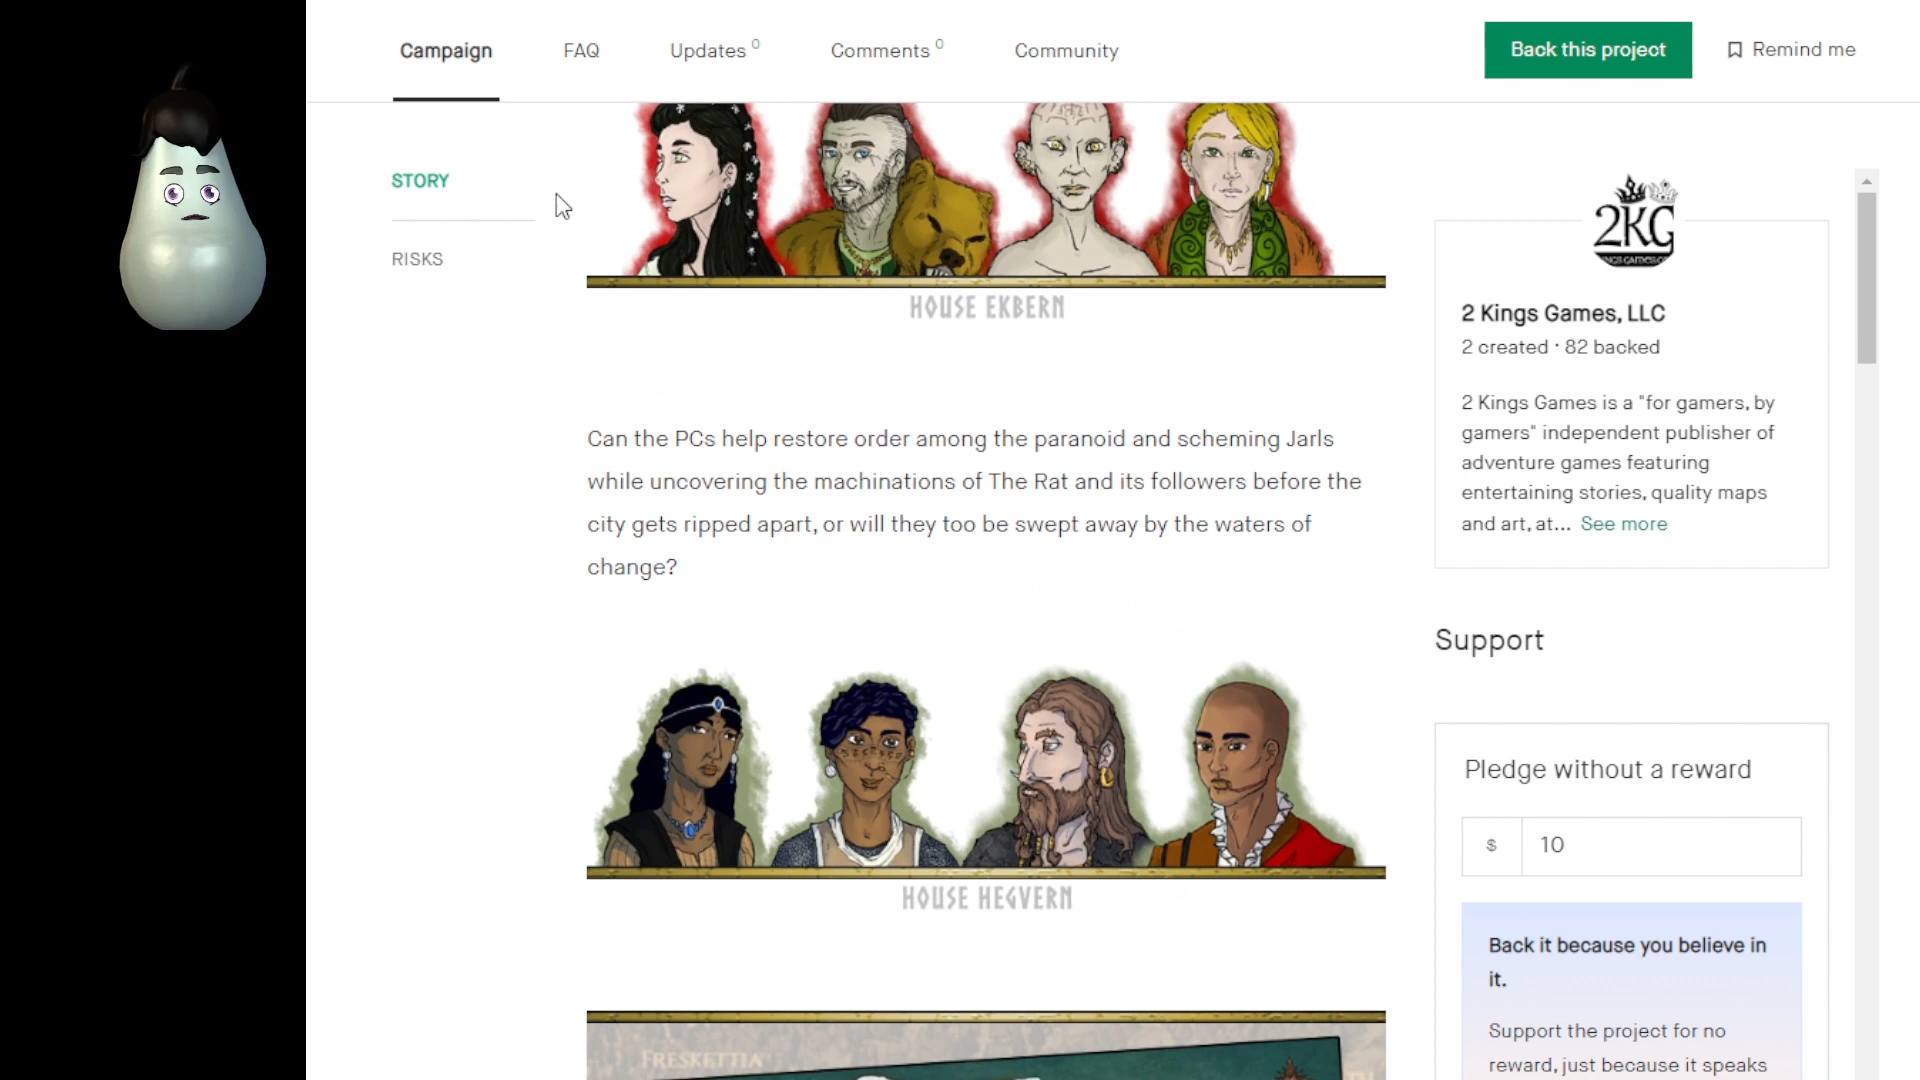 Campaign
FAQ
Updates 0
Comments 0
Community
Back this project
Remind me
STORY
RISKS
HOUSE EKBERN
Can the PCs help restore order among the paranoid and scheming Jarls
while uncovering the machinations of The Rat and its followers before the
city gets ripped apart, or will they too be swept away by the waters of
change?
HOUSE HEGVERN
FRESKETTIA
2KG
2 Kings Games, LLC
2 created · 82 backed
2 Kings Games is a "for gamers, by
gamers" independent publisher of
adventure games featuring
entertaining stories, quality maps
and art, at... See more
Support
Pledge without a reward
$ 10
Back it because you believe in
it.
Support the project for no
reward, just because it speaks